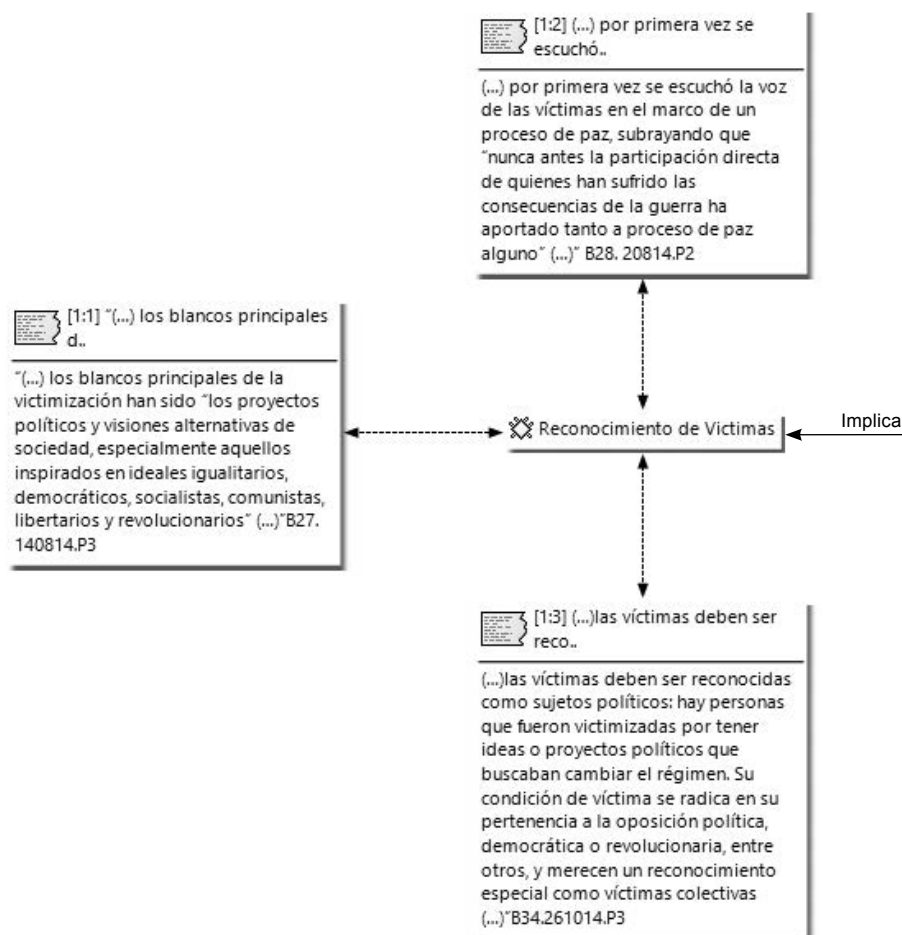 [1:2] (...) por primera vez se
escuchó..
(...) por primera vez se escuchó la voz
de las víctimas en el marco de un
proceso de paz, subrayando que
"nunca antes la participación directa
de quienes han sufrido las
consecuencias de la guerra ha
aportado tanto a proceso de paz
alguno" (...)" B28. 20814.P2
[1:1] "(...) los blancos principales
d..
"(...) los blancos principales de la
victimización han sido "los proyectos
políticos y visiones alternativas de
sociedad, especialmente aquellos
inspirados en ideales igualitarios,
democráticos, socialistas, comunistas,
libertarios y revolucionarios" (...)"B27.
140814.P3
Reconocimiento de Victimas
Implica
[1:3] (...)las víctimas deben ser
reco..
(...)las víctimas deben ser reconocidas
como sujetos políticos: hay personas
que fueron victimizadas por tener
ideas o proyectos políticos que
buscaban cambiar el régimen. Su
condición de víctima se radica en su
pertenencia a la oposición política,
democrática o revolucionaria, entre
otros, y merecen un reconocimiento
especial como víctimas colectivas
(...)"B34.261014.P3